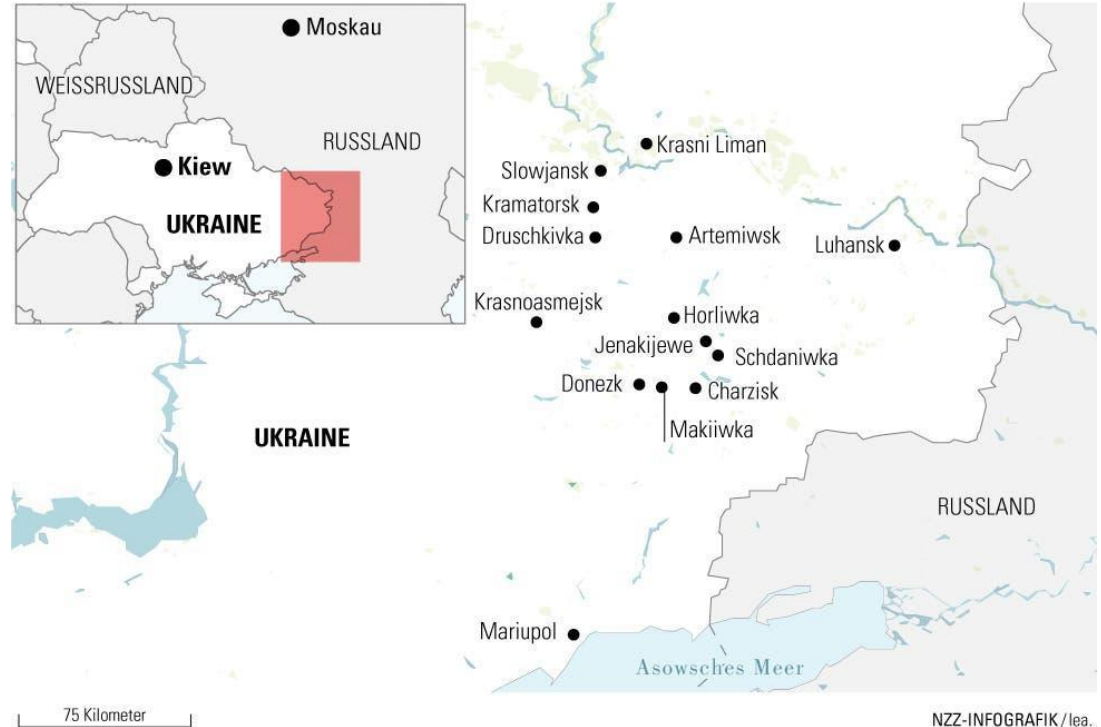 Moskau
WEISSRUSSLAND
RUSSLAND
Kiew
UKRAINE
Krasni Liman
Slowjansk
Kramatorsk
Druschkivka
Artemiwsk
Luhansk
Krasnoasmejsk
Horliwka
Jenakijewe
Schdaniwka
Donezk
Charzisk
Makiiwka
UKRAINE
RUSSLAND
Mariupol
Asowsches Meer
75 Kilometer
NZZ-INFOGRAFIK/lea.